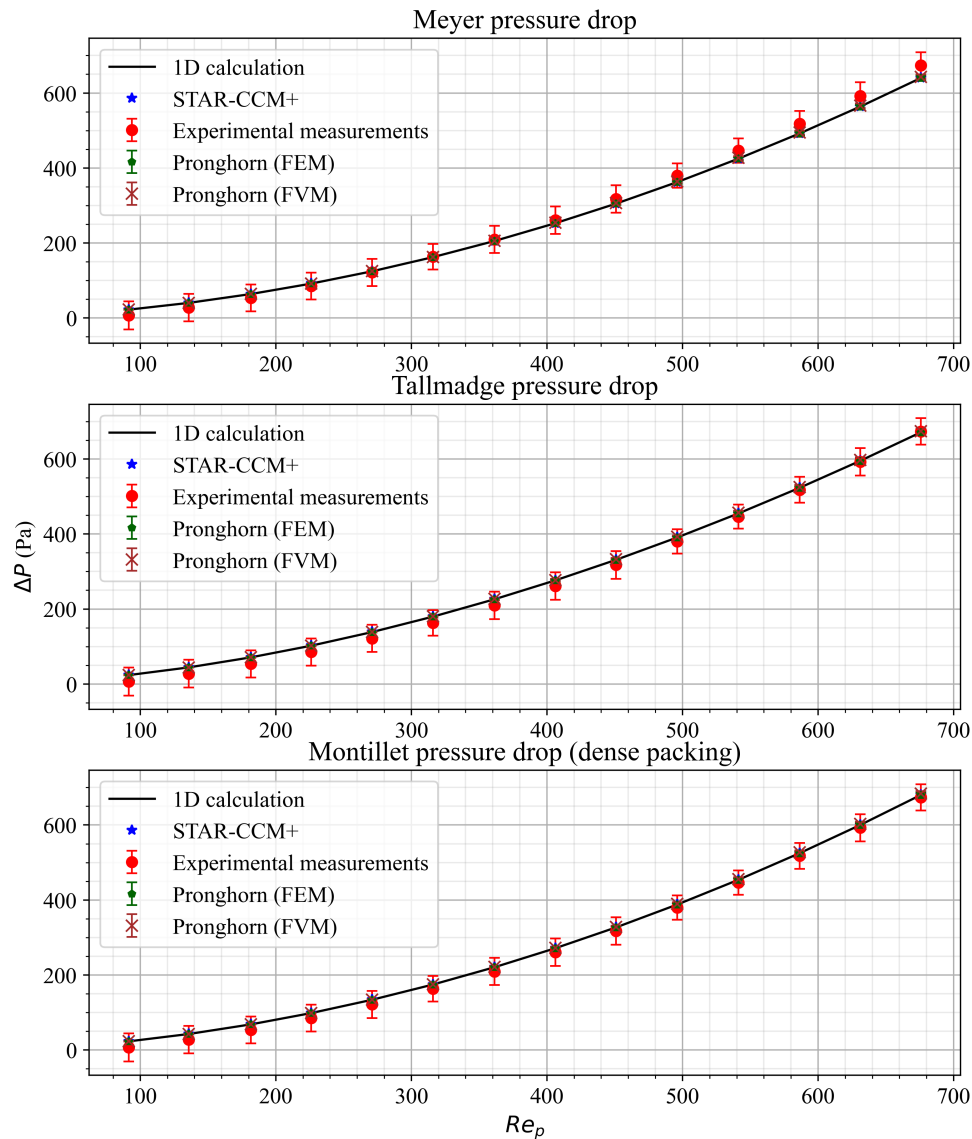 Meyer pressure drop
1D calculation
STAR-CCM+
Experimental measurements
Pronghorn (FEM)
Pronghorn (FVM)
600
400
200
0
100 200 300 400 500 600 700
Tallmadge pressure drop
1D calculation
STAR-CCM+
Experimental measurements
Pronghorn (FEM)
Pronghorn (FVM)
600
400
200
0
ΔP (Pa)
100 200 300 400 500 600 700
Montillet pressure drop (dense packing)
1D calculation
STAR-CCM+
Experimental measurements
Pronghorn (FEM)
Pronghorn (FVM)
600
400
200
0
100 200 300 400 500 600 700
Re_p